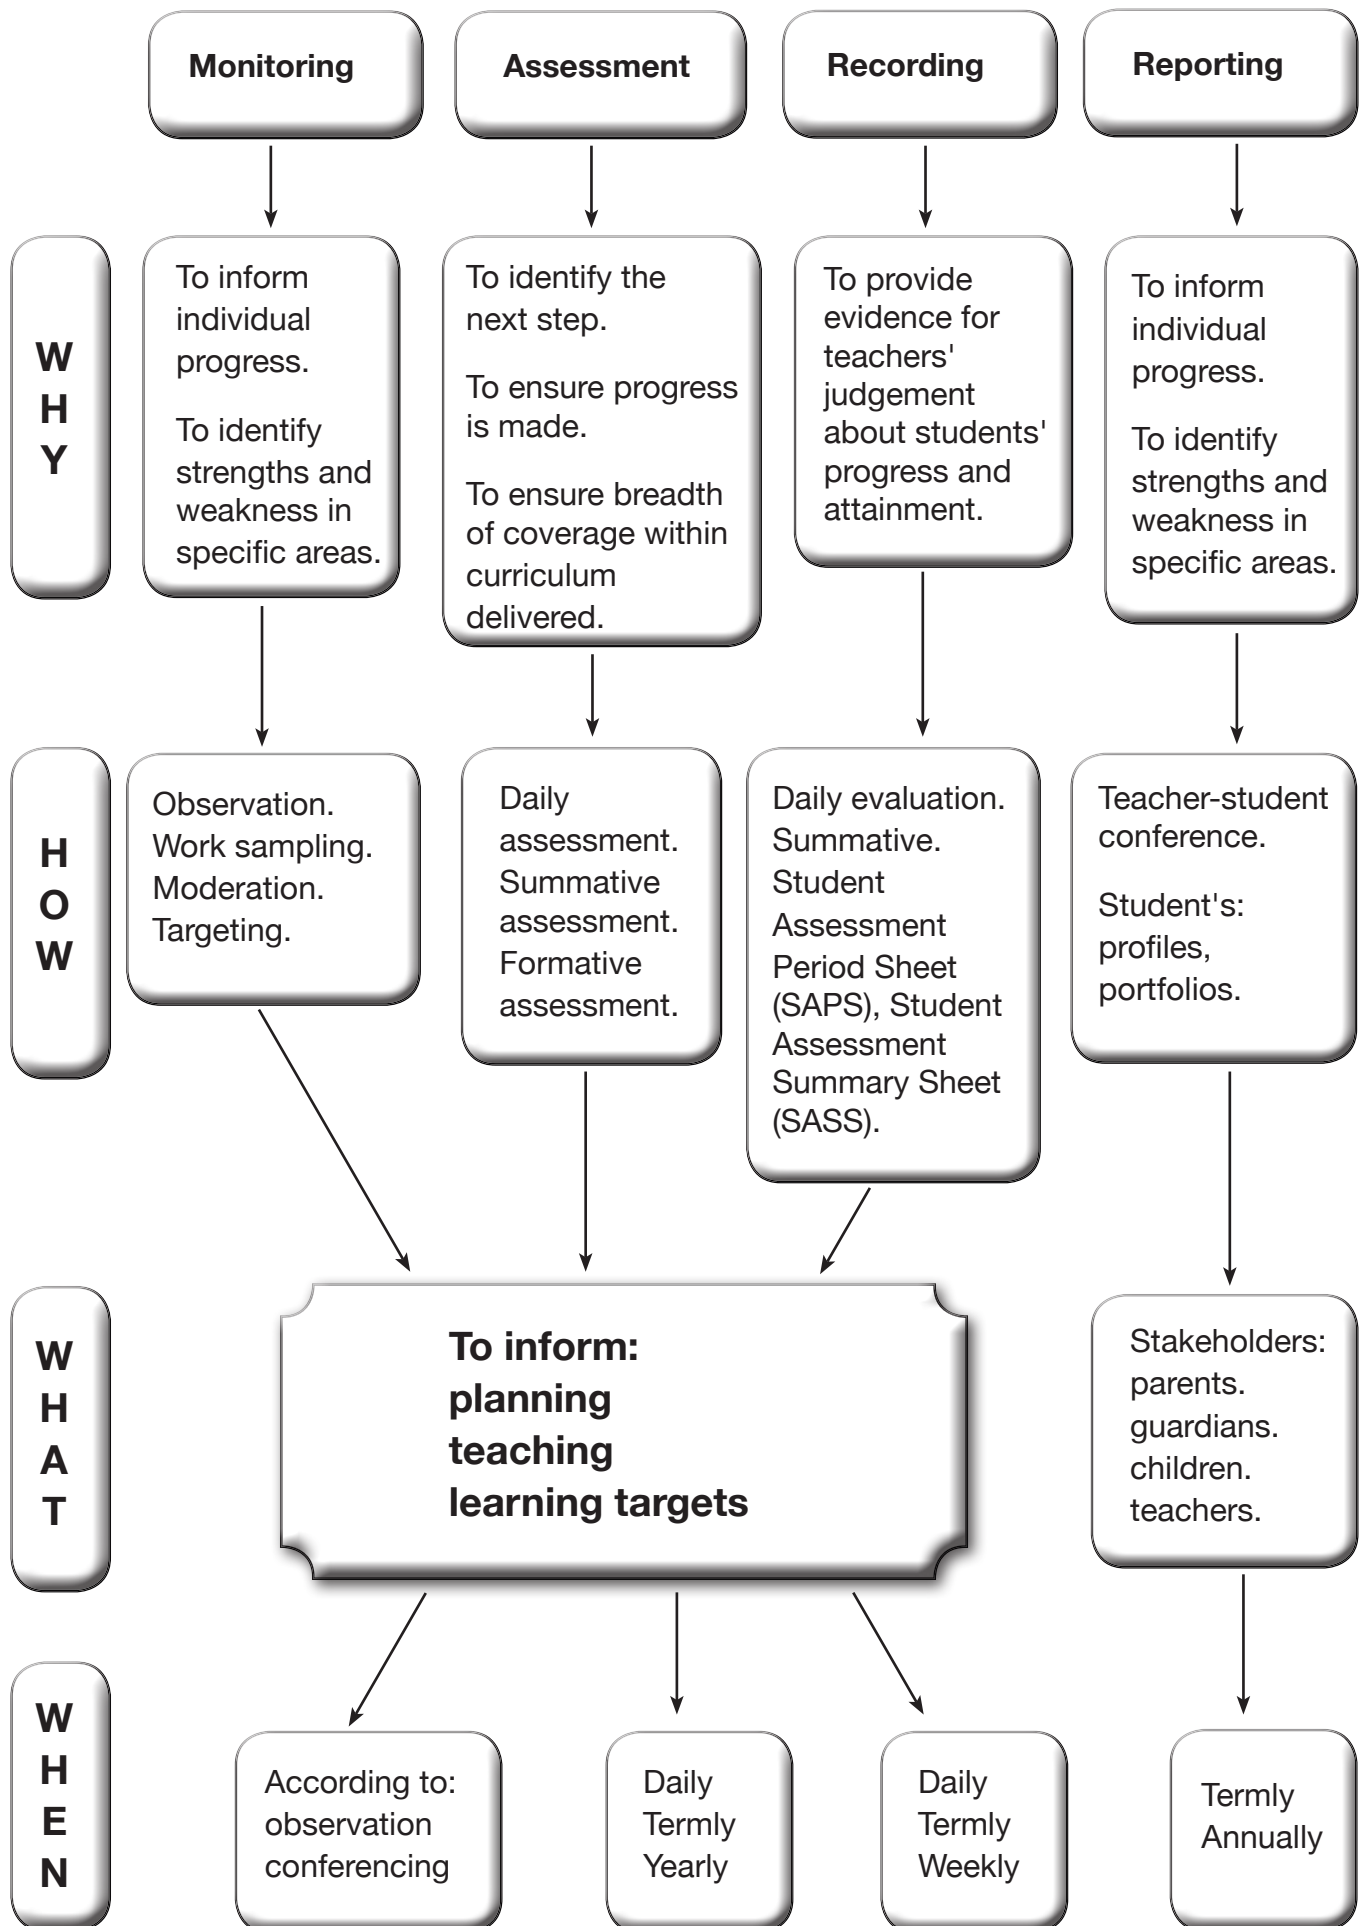 Monitoring
Assessment
Recording
Reporting
W
H
Y
To inform
individual
progress.
To identify
strengths and
weakness in
specific areas.
To identify the
next step.
To ensure progress
is made.
To ensure breadth
of coverage within
curriculum
delivered.
To provide
evidence for
teachers'
judgement
about students'
progress and
attainment.
To inform
individual
progress.
To identify
strengths and
weakness in
specific areas.
H
O
W
Observation.
Work sampling.
Moderation.
Targeting.
Daily
assessment.
Summative
assessment.
Formative
assessment.
Daily evaluation.
Summative.
Student
Assessment
Period Sheet
(SAPS), Student
Assessment
Summary Sheet
(SASS).
Teacher-student
conference.
Student's:
profiles,
portfolios.
W
H
A
T
To inform:
planning
teaching
learning targets
Stakeholders:
parents.
guardians.
children.
teachers.
W
H
E
N
According to:
observation
conferencing
Daily
Termly
Yearly
Daily
Termly
Weekly
Termly
Annually